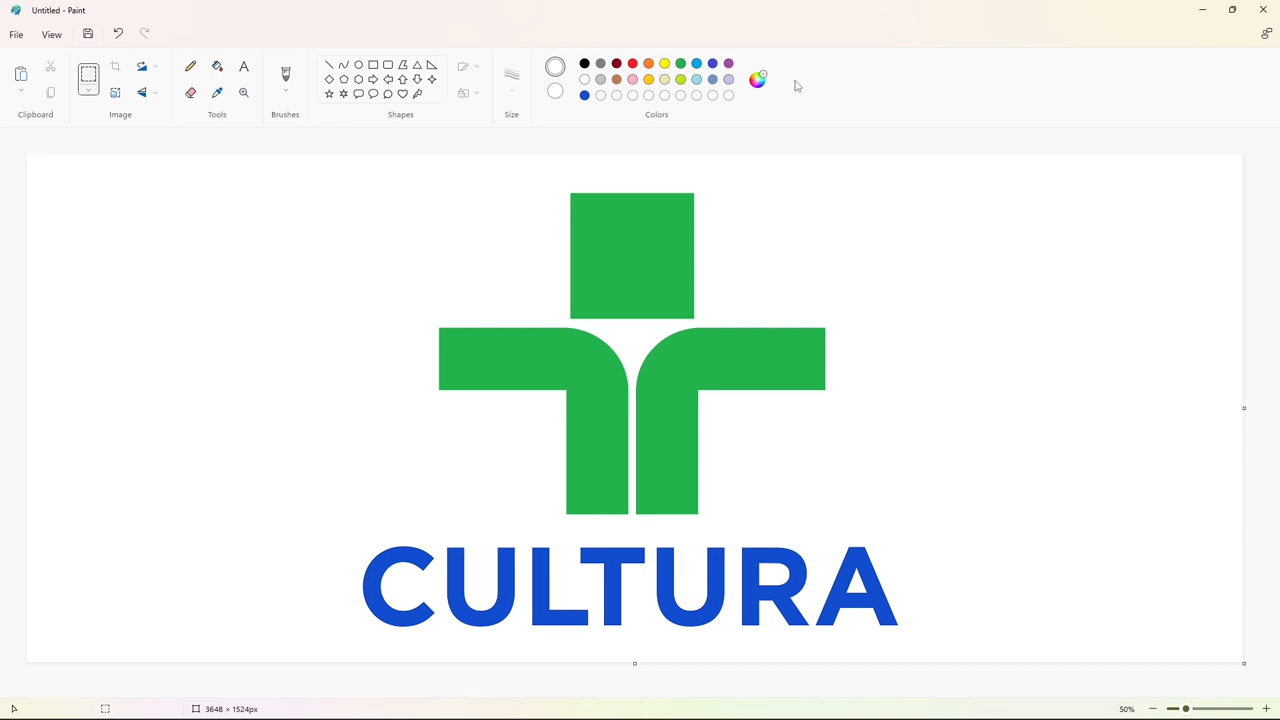 Untitled - Paint
File View
Clipboard Image Tools Brushes Shapes Size Colors
CULTURA
3648 × 1524px 50%